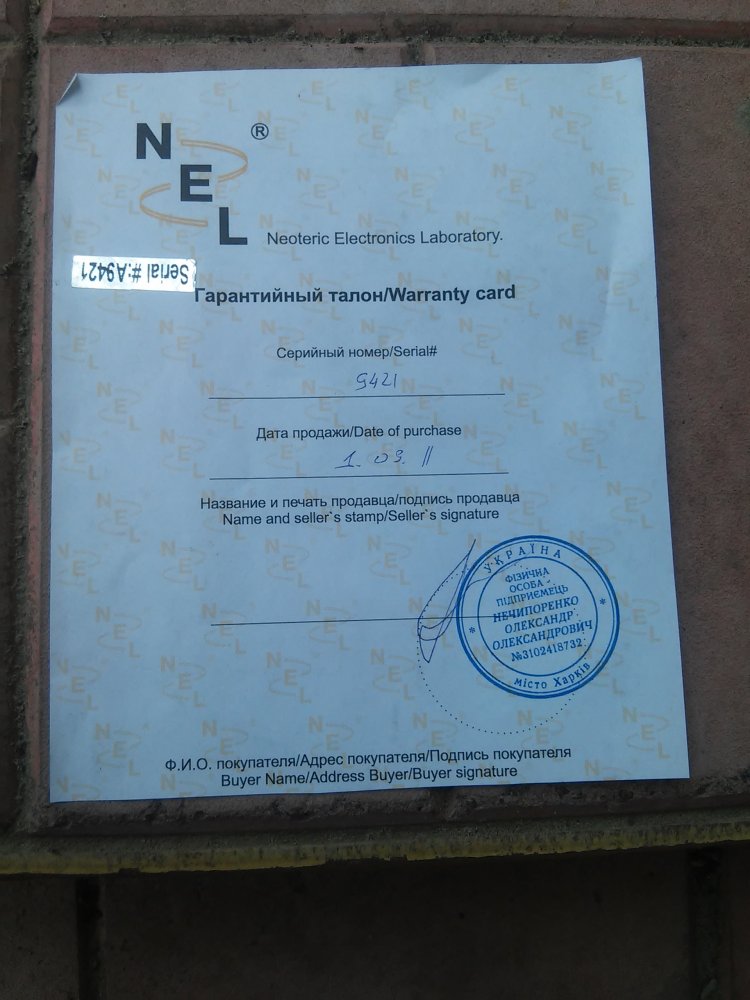 N ®
E
L
Neoteric Electronics Laboratory.
Serial #:A9421
Гарантийный талон/Warranty card
Серийный номер/Serial#
9421
Дата продажи/Date of purchase
1. 03. 11
Название и печать продавца/подпись продавца
Name and seller`s stamp/Seller`s signature
УКРАЇНА
ФІЗИЧНА
ОСОБА -
ПІДПРИЄМЕЦЬ
НЕЧИПОРЕНКО
ОЛЕКСАНДР
ОЛЕКСАНДРОВИЧ
№3102418732
місто Харків
Ф.И.О. покупателя/Адрес покупателя/Подпись покупателя
Buyer Name/Address Buyer/Buyer signature